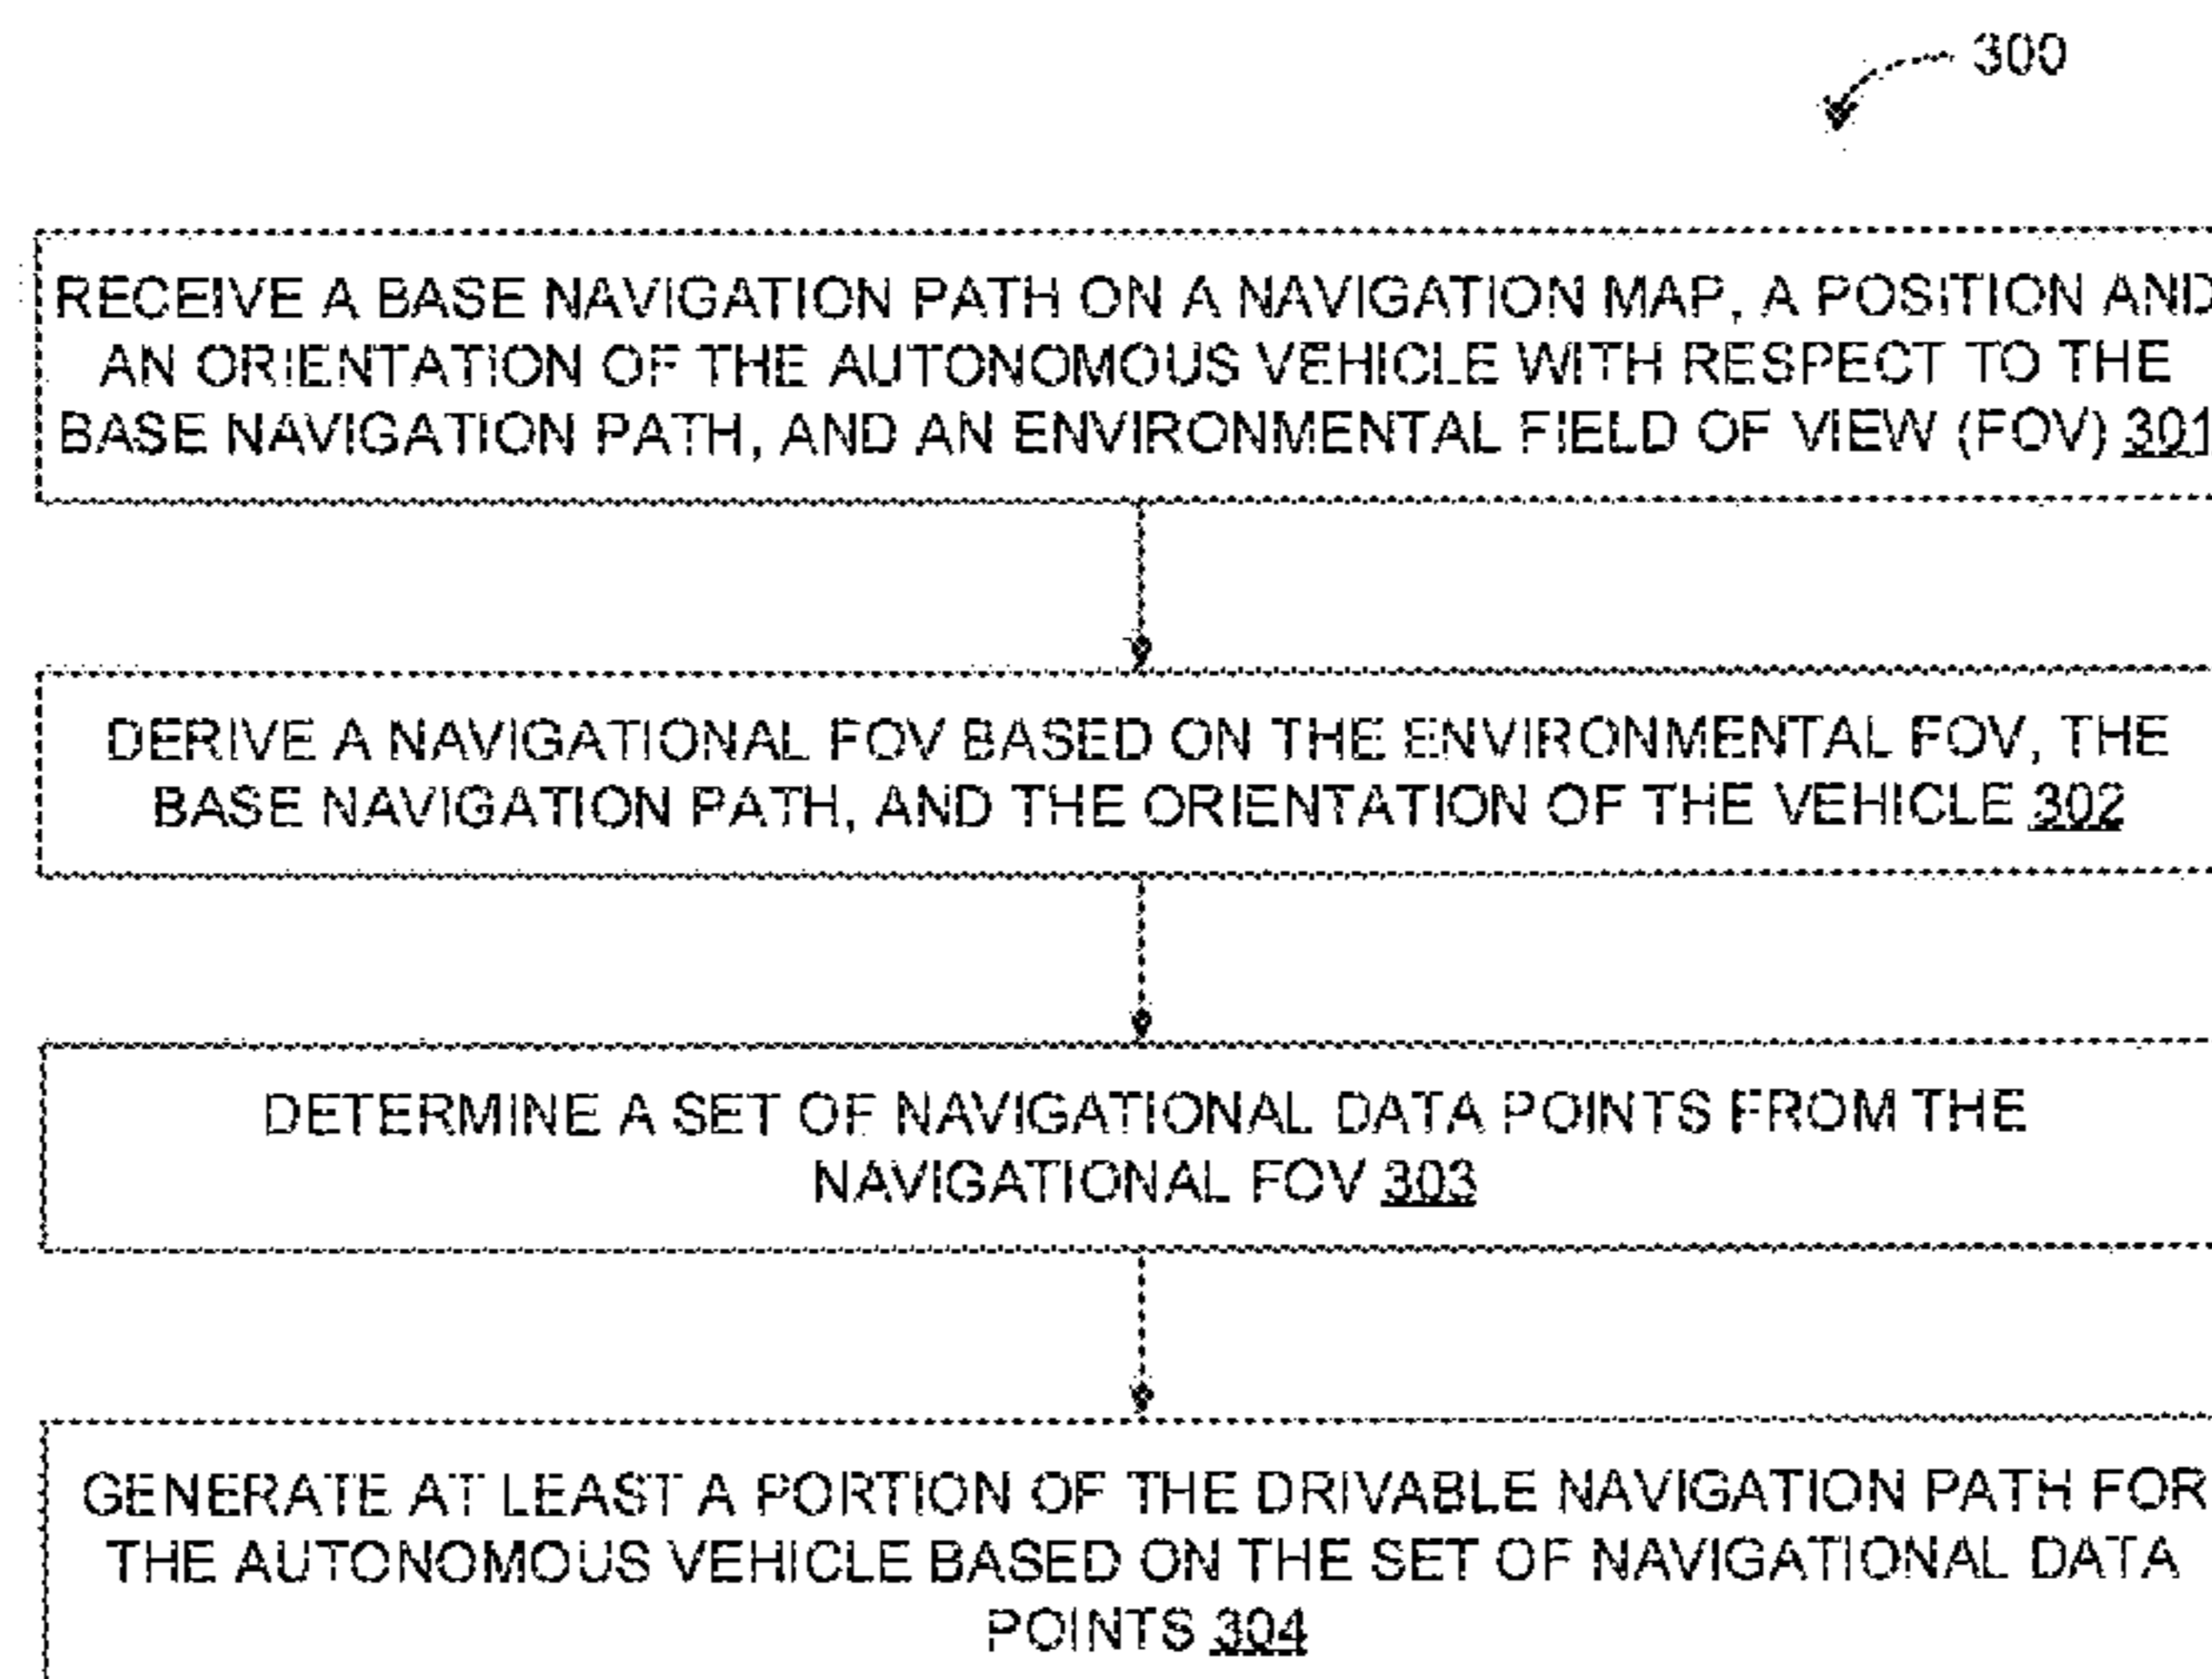 300
RECEIVE A BASE NAVIGATION PATH ON A NAVIGATION MAP, A POSITION AND
AN ORIENTATION OF THE AUTONOMOUS VEHICLE WITH RESPECT TO THE
BASE NAVIGATION PATH, AND AN ENVIRONMENTAL FIELD OF VIEW (FOV) 301
DERIVE A NAVIGATIONAL FOV BASED ON THE ENVIRONMENTAL FOV, THE
BASE NAVIGATION PATH, AND THE ORIENTATION OF THE VEHICLE 302
DETERMINE A SET OF NAVIGATIONAL DATA POINTS FROM THE
NAVIGATIONAL FOV 303
GENERATE AT LEAST A PORTION OF THE DRIVABLE NAVIGATION PATH FOR
THE AUTONOMOUS VEHICLE BASED ON THE SET OF NAVIGATIONAL DATA
POINTS 304